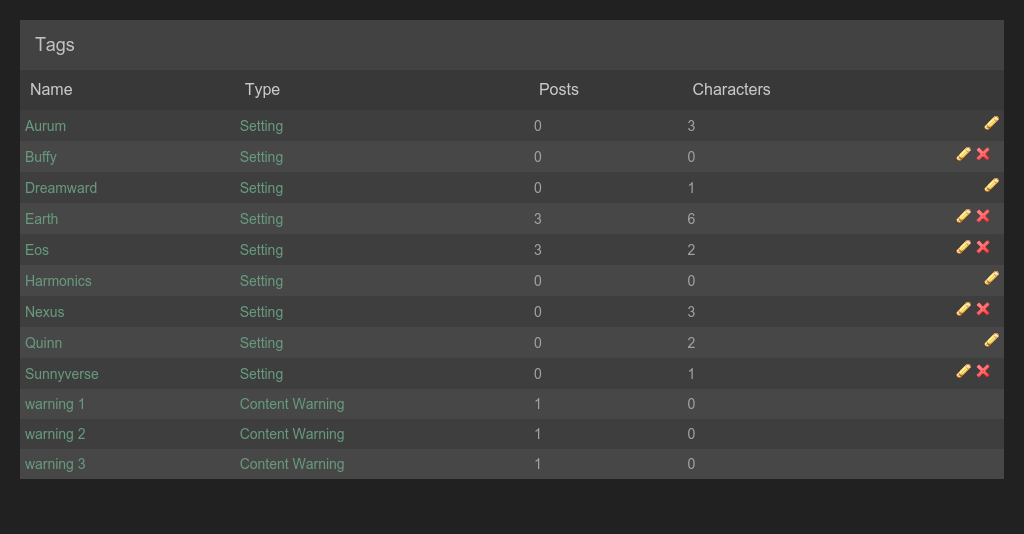 Tags
Name Type Posts Characters
Aurum Setting 0 3
Buffy Setting 0 0
Dreamward Setting 0 1
Earth Setting 3 6
Eos Setting 3 2
Harmonics Setting 0 0
Nexus Setting 0 3
Quinn Setting 0 2
Sunnyverse Setting 0 1
warning 1 Content Warning 1 0
warning 2 Content Warning 1 0
warning 3 Content Warning 1 0